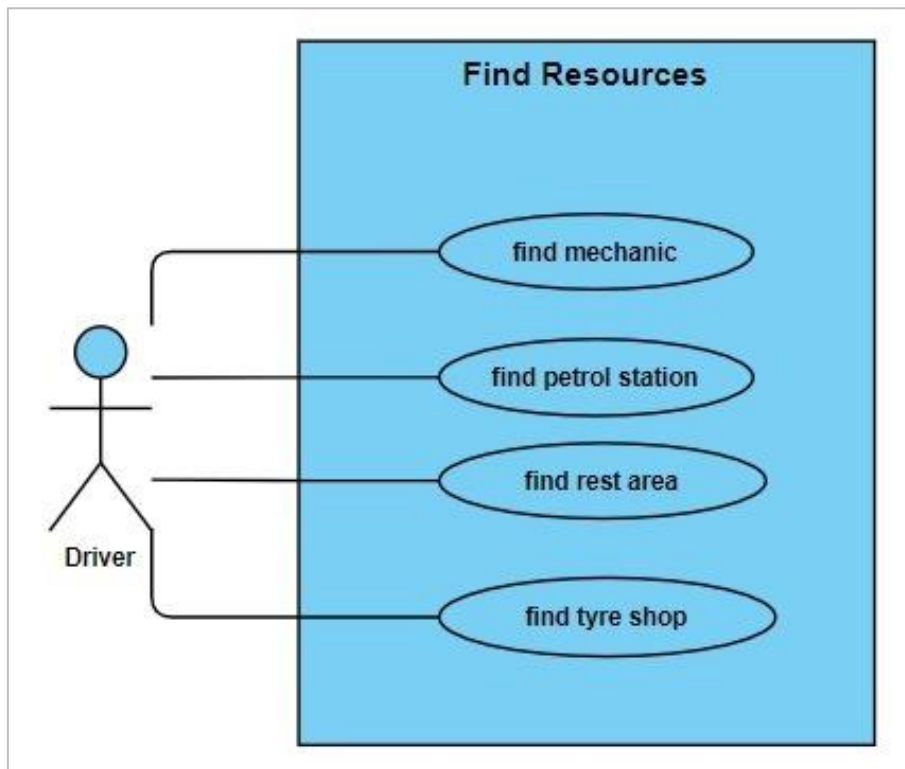 Find Resources
find mechanic
find petrol station
find rest area
Driver
find tyre shop